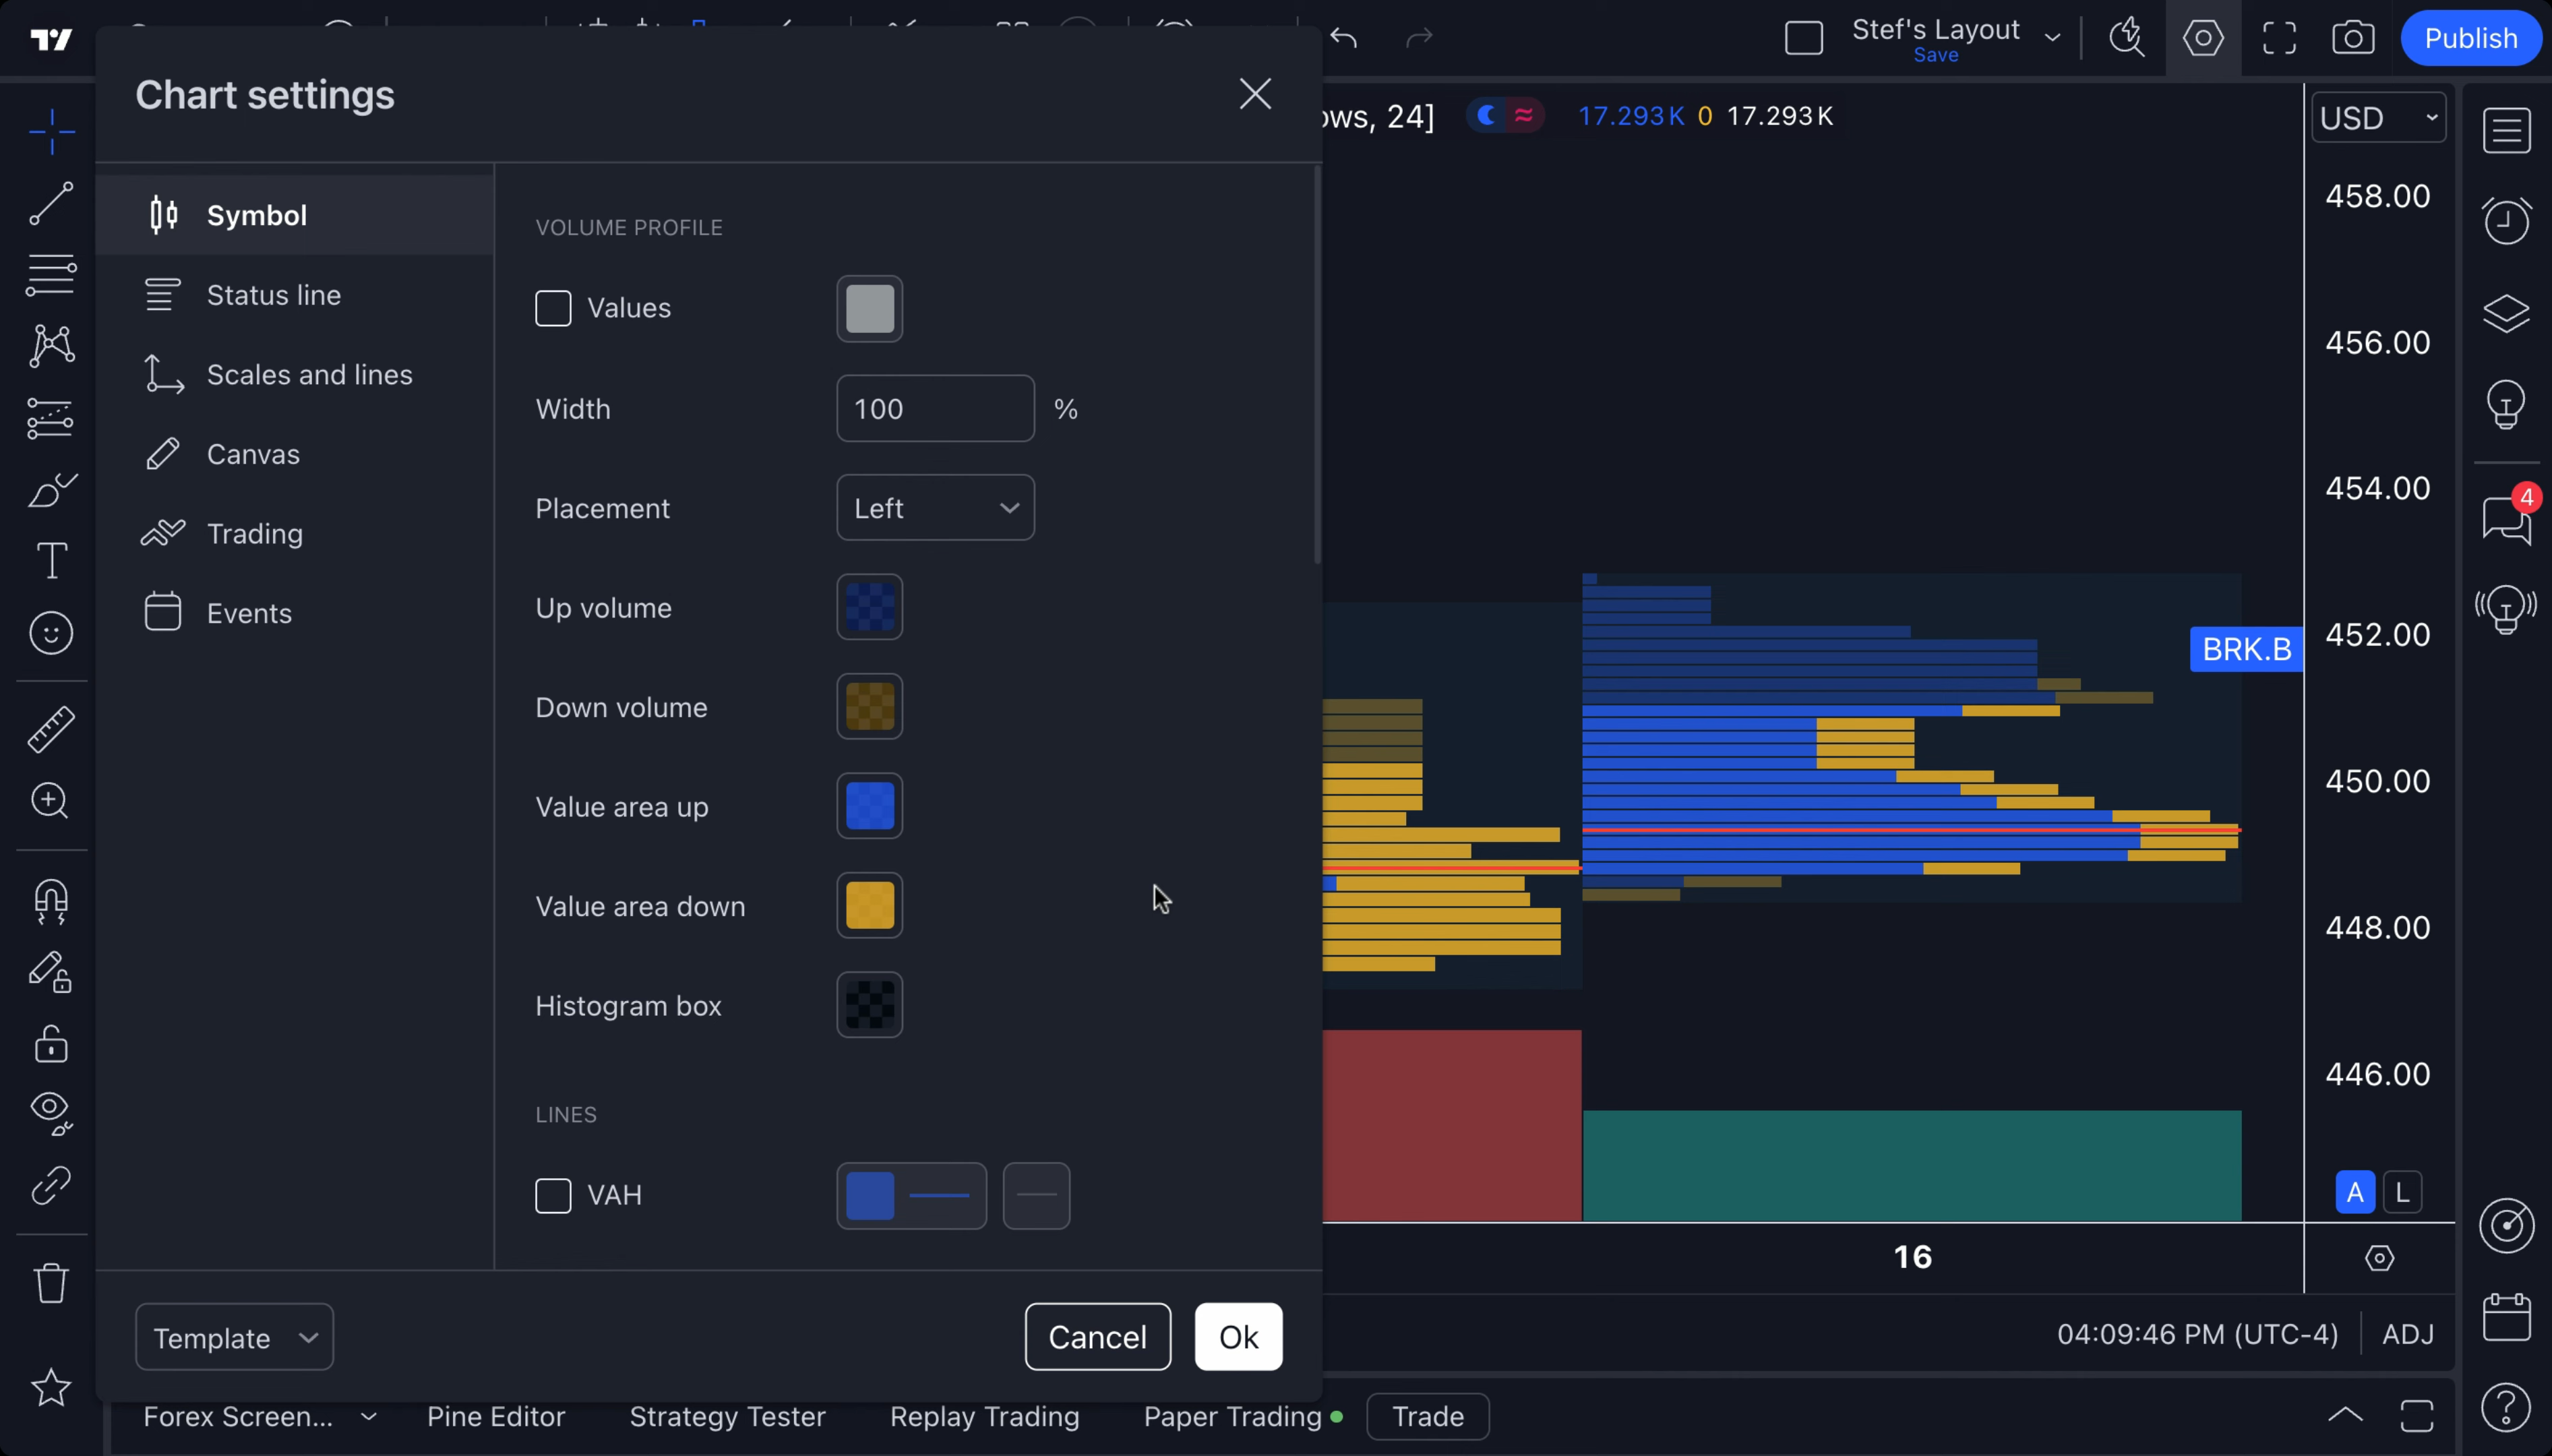 Stef's Layout
Save
Publish
Chart settings
ows, 24]
17.293K 0 17.293K
USD
Symbol
Status line
Scales and lines
Canvas
Trading
Events
VOLUME PROFILE
Values
Width 100 %
Placement Left
Up volume
Down volume
Value area up
Value area down
Histogram box
LINES
VAH
458.00
456.00
454.00
4
BRK.B
452.00
450.00
448.00
446.00
A L
16
Template
Cancel
Ok
04:09:46 PM (UTC-4)
ADJ
Forex Screen...
Pine Editor
Strategy Tester
Replay Trading
Paper Trading
Trade